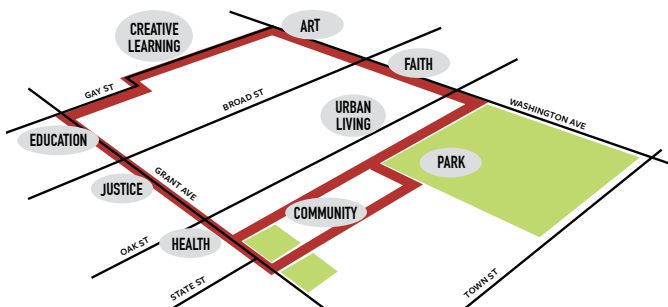 CREATIVE
LEARNING
ART
FAITH
GAY ST
BROAD ST
URBAN
LIVING
WASHINGTON AVE
EDUCATION
PARK
JUSTICE
GRANT AVE
COMMUNITY
OAK ST
HEALTH
STATE ST
TOWN ST